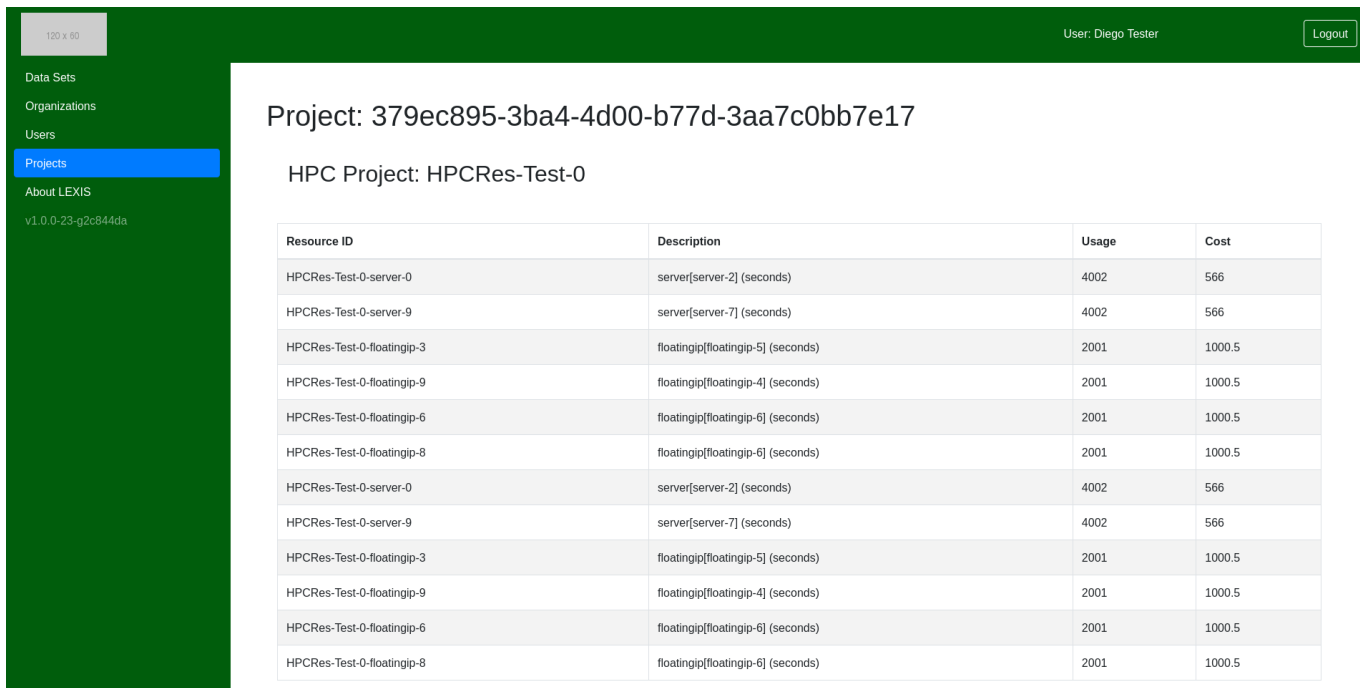 120 x 60
User: Diego Tester
Logout
Data Sets
Organizations
Users
Projects
About LEXIS
v1.0.0-23-g2c844da
Project: 379ec895-3ba4-4d00-b77d-3aa7c0bb7e17
HPC Project: HPCRes-Test-0
Resource ID Description Usage Cost
HPCRes-Test-0-server-0 server[server-2] (seconds) 4002 566
HPCRes-Test-0-server-9 server[server-7] (seconds) 4002 566
HPCRes-Test-0-floatingip-3 floatingip[floatingip-5] (seconds) 2001 1000.5
HPCRes-Test-0-floatingip-9 floatingip[floatingip-4] (seconds) 2001 1000.5
HPCRes-Test-0-floatingip-6 floatingip[floatingip-6] (seconds) 2001 1000.5
HPCRes-Test-0-floatingip-8 floatingip[floatingip-6] (seconds) 2001 1000.5
HPCRes-Test-0-server-0 server[server-2] (seconds) 4002 566
HPCRes-Test-0-server-9 server[server-7] (seconds) 4002 566
HPCRes-Test-0-floatingip-3 floatingip[floatingip-5] (seconds) 2001 1000.5
HPCRes-Test-0-floatingip-9 floatingip[floatingip-4] (seconds) 2001 1000.5
HPCRes-Test-0-floatingip-6 floatingip[floatingip-6] (seconds) 2001 1000.5
HPCRes-Test-0-floatingip-8 floatingip[floatingip-6] (seconds) 2001 1000.5